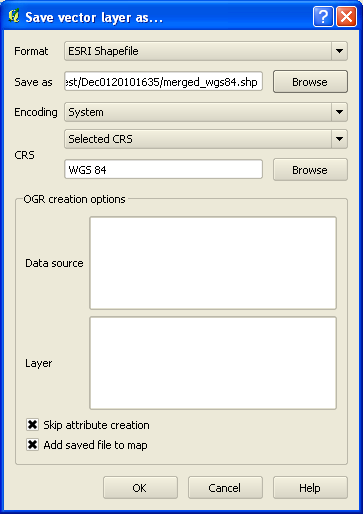 Save vector layer as...
Format ESRI Shapefile
Save as est/Dec0120101635/merged_wgs84.shp Browse
Encoding System
Selected CRS
CRS
WGS 84 Browse
OGR creation options
Data source
Layer
Skip attribute creation
Add saved file to map
OK Cancel Help